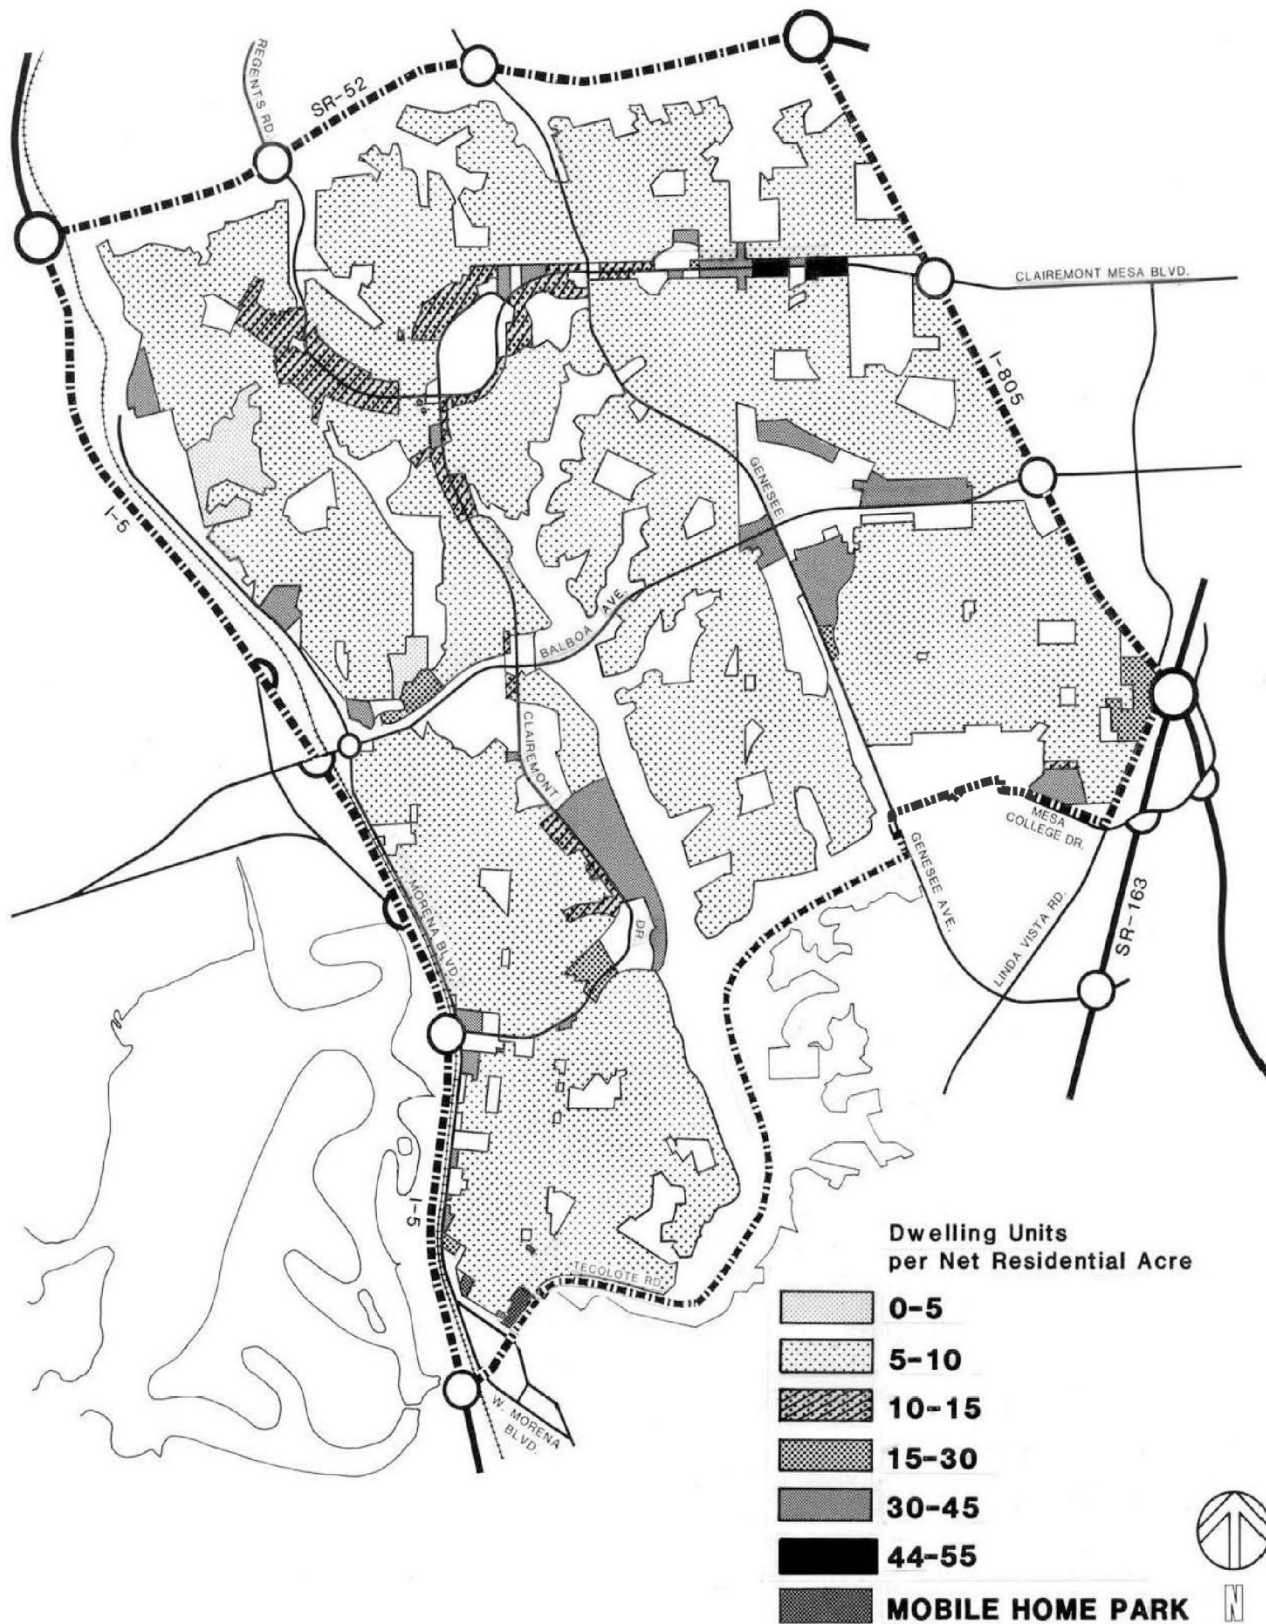 REGENTS RD.
SR-52
CLAIREMONT MESA BLVD.
I-805
GENESEE
I-5
BALBOA AVE.
CLAIREMONT
DR.
MESA
COLLEGE DR.
GENESEE AVE.
LINDA VISTA RD.
SR-163
MORENA BLVD.
I-5
TECOLOTE RD.
W. MORENA
BLVD.
Dwelling Units
per Net Residential Acre
0-5
5-10
10-15
15-30
30-45
44-55
MOBILE HOME PARK
N